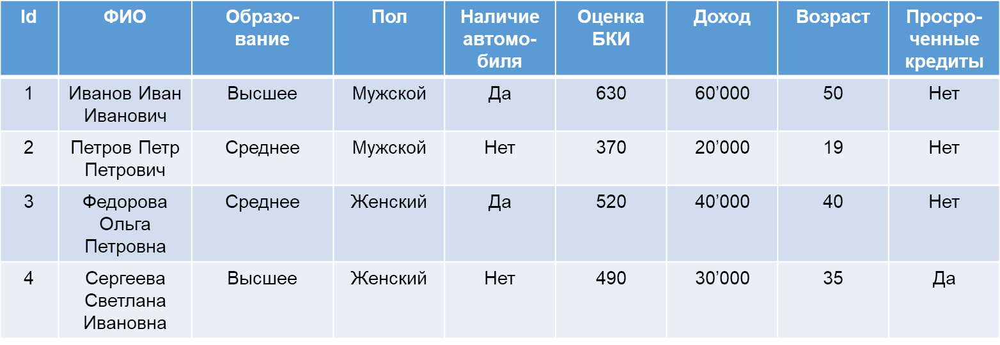 Id ФИО Образо- Пол Наличие Оценка Доход Возраст Просро-
вание автомо- БКИ ченные
биля кредиты
1 Иванов Иван Высшее Мужской Да 630 60’000 50 Нет
Иванович
2 Петров Петр Среднее Мужской Нет 370 20’000 19 Нет
Петрович
3 Федорова Среднее Женский Да 520 40’000 40 Нет
Ольга
Петровна
4 Сергеева Высшее Женский Нет 490 30’000 35 Да
Светлана
Ивановна